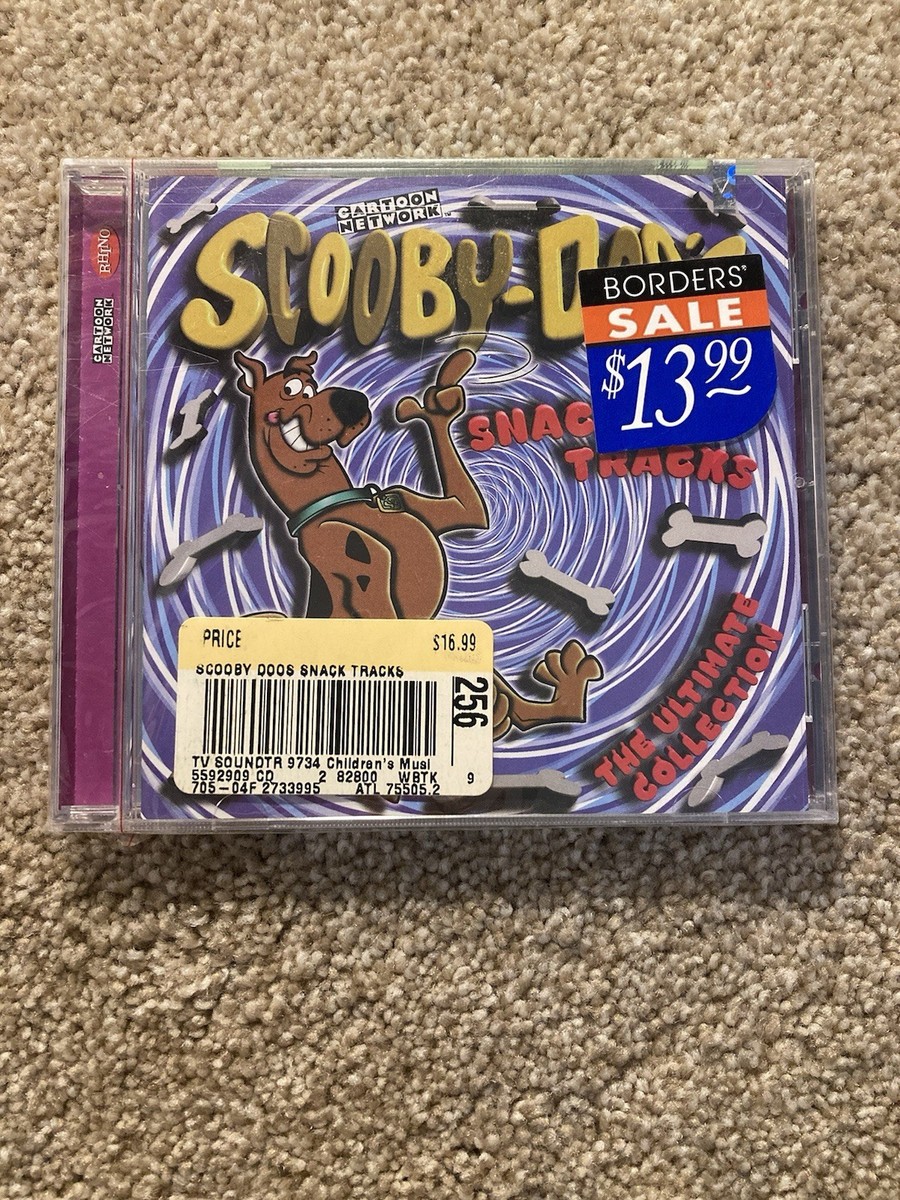 CARTOON
NETWORK™
SCOOBY-DOO's
BORDERS®
SALE
$13 99
SNAC
TRACKS
RHINO
CARTOON
NETWORK
THE ULTIMATE
COLLECTION
PRICE $16.99
SCOOBY DOOS SNACK TRACKS
256
TV SOUNDTR 9734 Children's Musi
5592909 CD 2 82800 WBTK 9
705-04F 2733995 ATL 75505.2